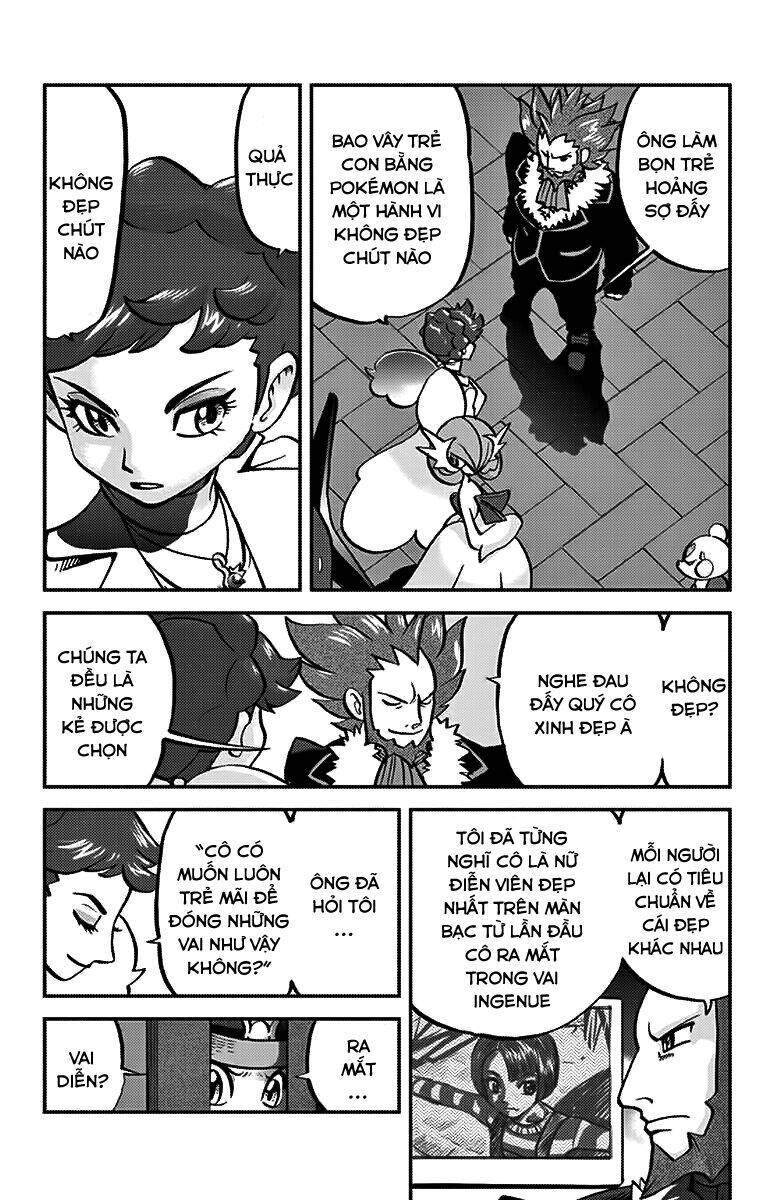 ÔNG LÀM
BỌN TRẺ
HOẢNG
SỢ ĐẤY
BAO VÂY TRẺ
CON BẰNG
POKÉMON LÀ
MỘT HÀNH VI
KHÔNG ĐẸP
CHÚT NÀO
QUẢ
THỰC
KHÔNG
ĐẸP
CHÚT
NÀO
KHÔNG
ĐẸP?
NGHE ĐAU
ĐẤY QUÝ CÔ
XINH ĐẸP À
CHÚNG TA
ĐỀU LÀ
NHỮNG
KẺ ĐƯỢC
CHỌN
MỖI NGƯỜI
LẠI CÓ TIÊU
CHUẨN VỀ
CÁI ĐẸP
KHÁC NHAU
TÔI ĐÃ TỪNG
NGHĨ CÔ LÀ NỮ
DIỄN VIÊN ĐẸP
NHẤT TRÊN MÀN
BẠC TỪ LẦN ĐẦU
CÔ RA MẮT
TRONG VAI
INGENUE
ÔNG ĐÃ
HỎI TÔI
...
"CÔ CÓ
MUỐN LUÔN
TRẺ MÃI ĐỂ
ĐÓNG NHỮNG
VAI NHƯ VẬY
KHÔNG?"
RA
MẮT
...
VAI
DIỄN?